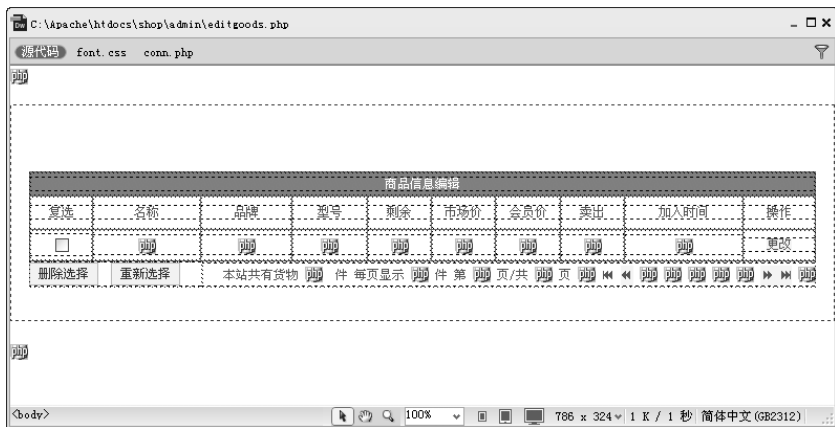 Dw C:\Apache\htdocs\shop\admin\editgoods.php
源代码 font.css conn.php
php
商品信息编辑
复选 名称 品牌 型号 剩余 市场价 会员价 卖出 加入时间 操作
php php php php php php php php 更改
删除选择 重新选择 本站共有货物 php 件 每页显示 php 件 第 php 页/共 php 页 php php php php php php php
php
<body> 100% 786 x 324 1 K / 1 秒 简体中文(GB2312)